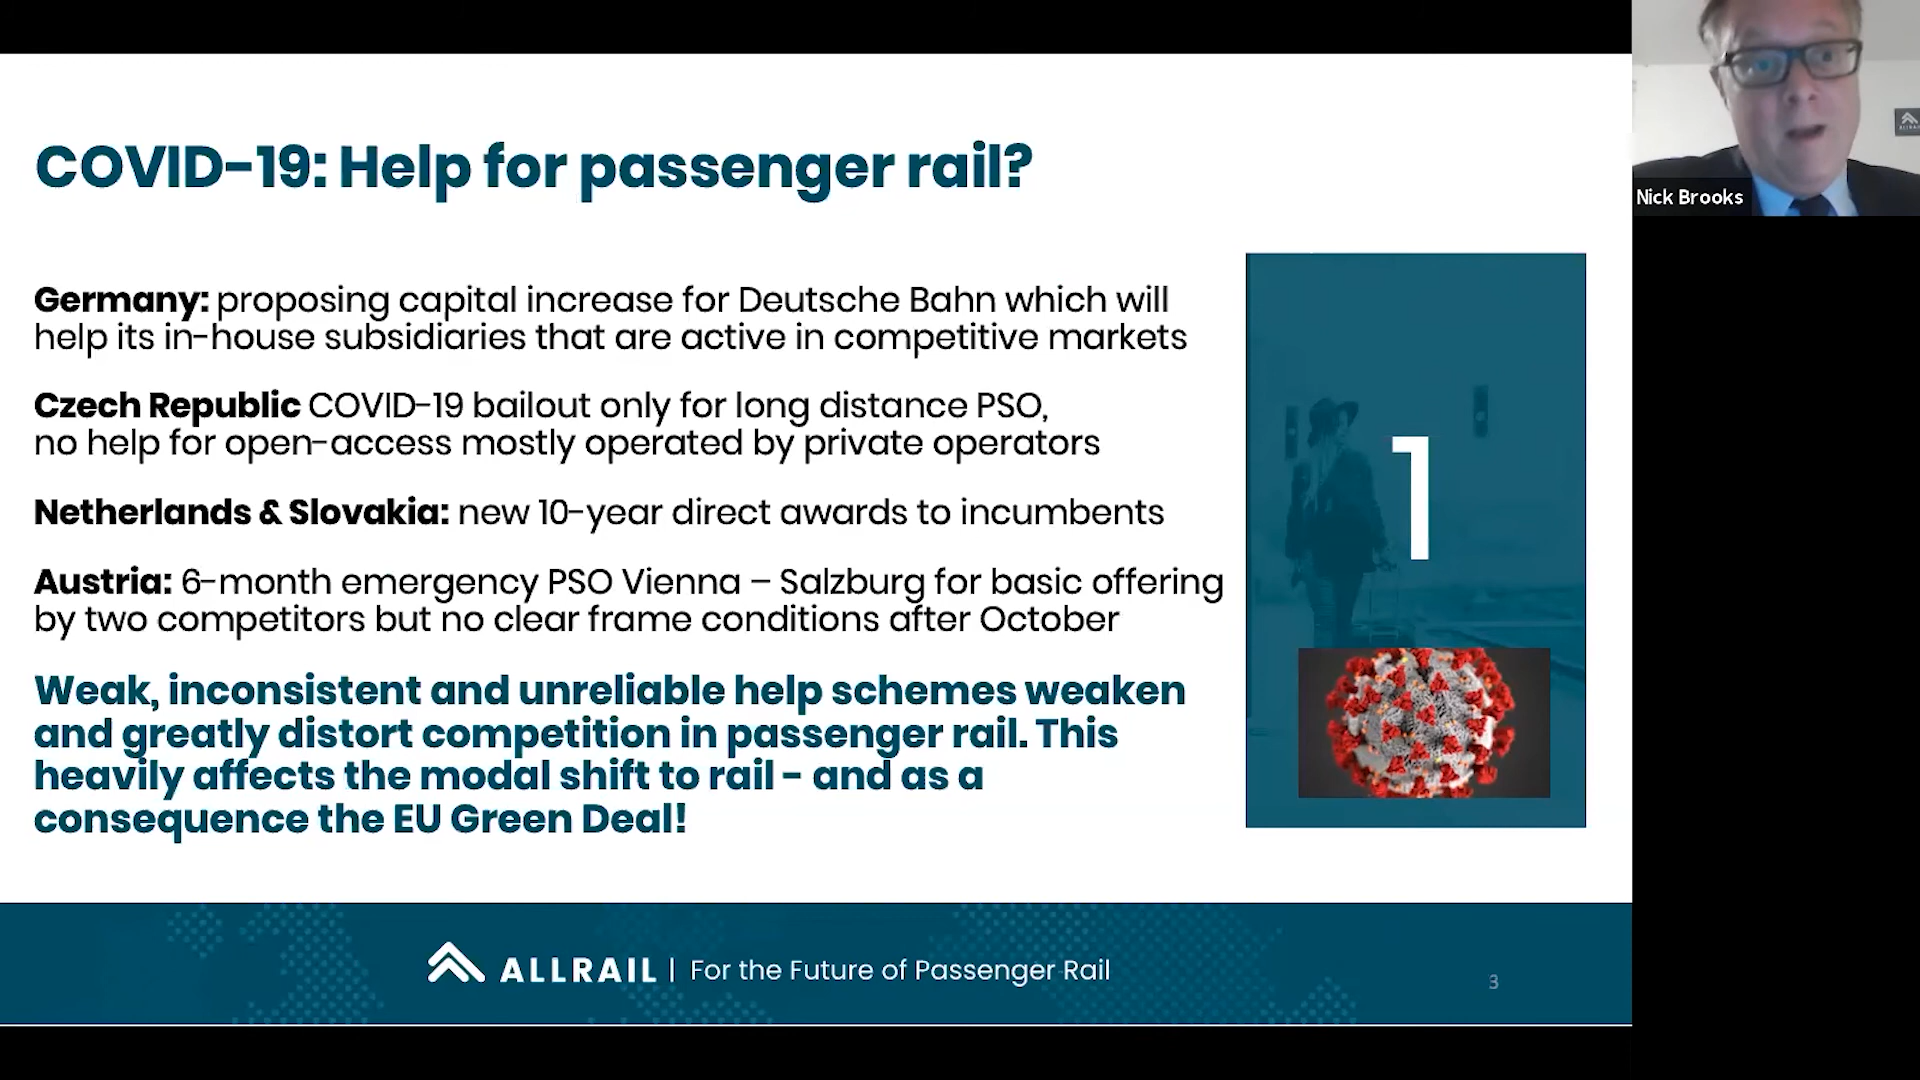 COVID-19: Help for passenger rail?
Germany: proposing capital increase for Deutsche Bahn which will
help its in-house subsidiaries that are active in competitive markets
Czech Republic COVID-19 bailout only for long distance PSO,
no help for open-access mostly operated by private operators
Netherlands & Slovakia: new 10-year direct awards to incumbents
Austria: 6-month emergency PSO Vienna – Salzburg for basic offering
by two competitors but no clear frame conditions after October
Weak, inconsistent and unreliable help schemes weaken
and greatly distort competition in passenger rail. This
heavily affects the modal shift to rail - and as a
consequence the EU Green Deal!
1
ALLRAIL | For the Future of Passenger Rail
3
Nick Brooks